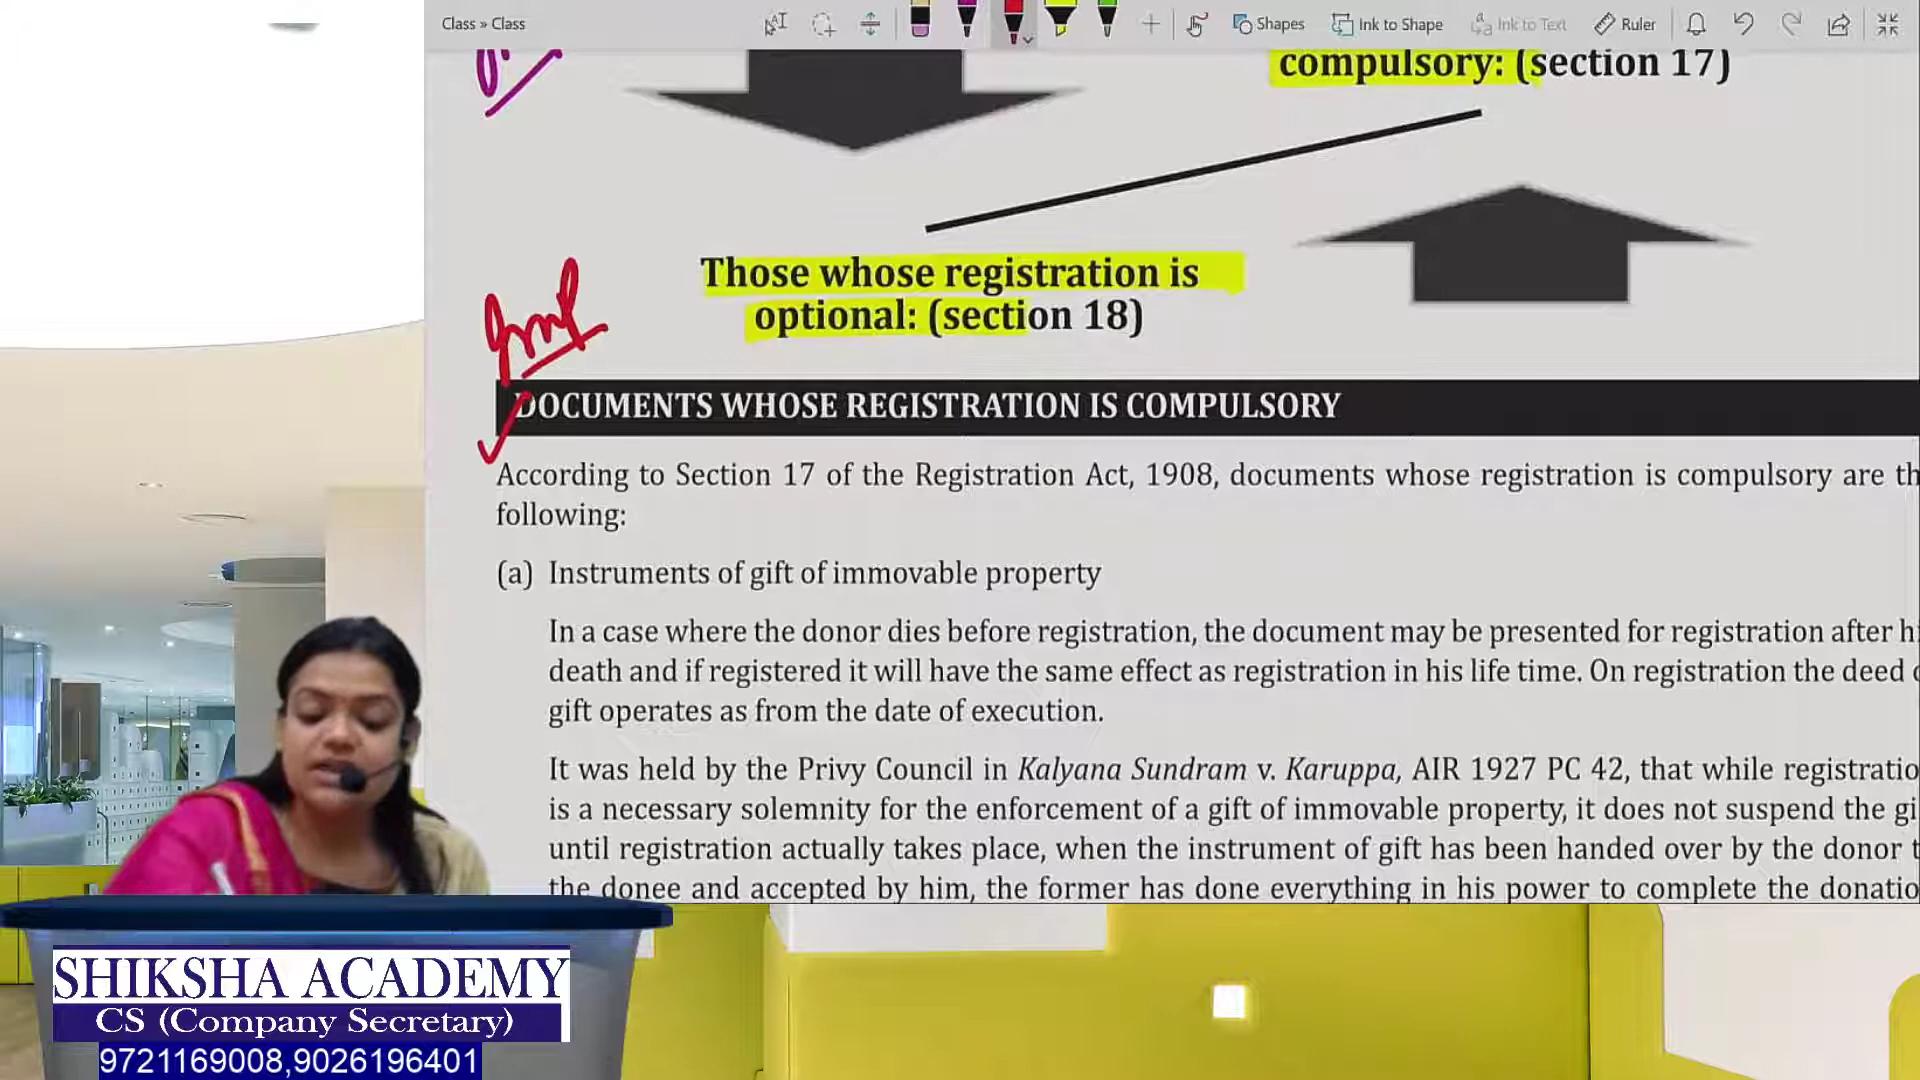 Class » Class
Shapes
Ink to Shape
Ink to Text
Ruler
compulsory: (section 17)
Those whose registration is
optional: (section 18)
Imp
DOCUMENTS WHOSE REGISTRATION IS COMPULSORY
According to Section 17 of the Registration Act, 1908, documents whose registration is compulsory are th
following:
(a) Instruments of gift of immovable property
In a case where the donor dies before registration, the document may be presented for registration after hi
death and if registered it will have the same effect as registration in his life time. On registration the deed o
gift operates as from the date of execution.
It was held by the Privy Council in Kalyana Sundram v. Karuppa, AIR 1927 PC 42, that while registratio
is a necessary solemnity for the enforcement of a gift of immovable property, it does not suspend the gi
until registration actually takes place, when the instrument of gift has been handed over by the donor t
the donee and accepted by him, the former has done everything in his power to complete the donatio
SHIKSHA ACADEMY
CS (Company Secretary)
9721169008,9026196401